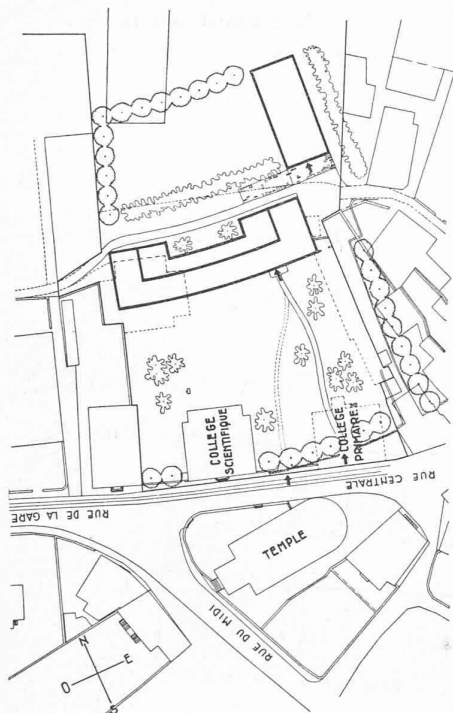 COLLEGE
SCIENTIFIQUE
COLLEGE
PRIMAIRE
RUE DE LA GARE
RUE CENTRALE
TEMPLE
RUE DU MIDI
N
O
E
S